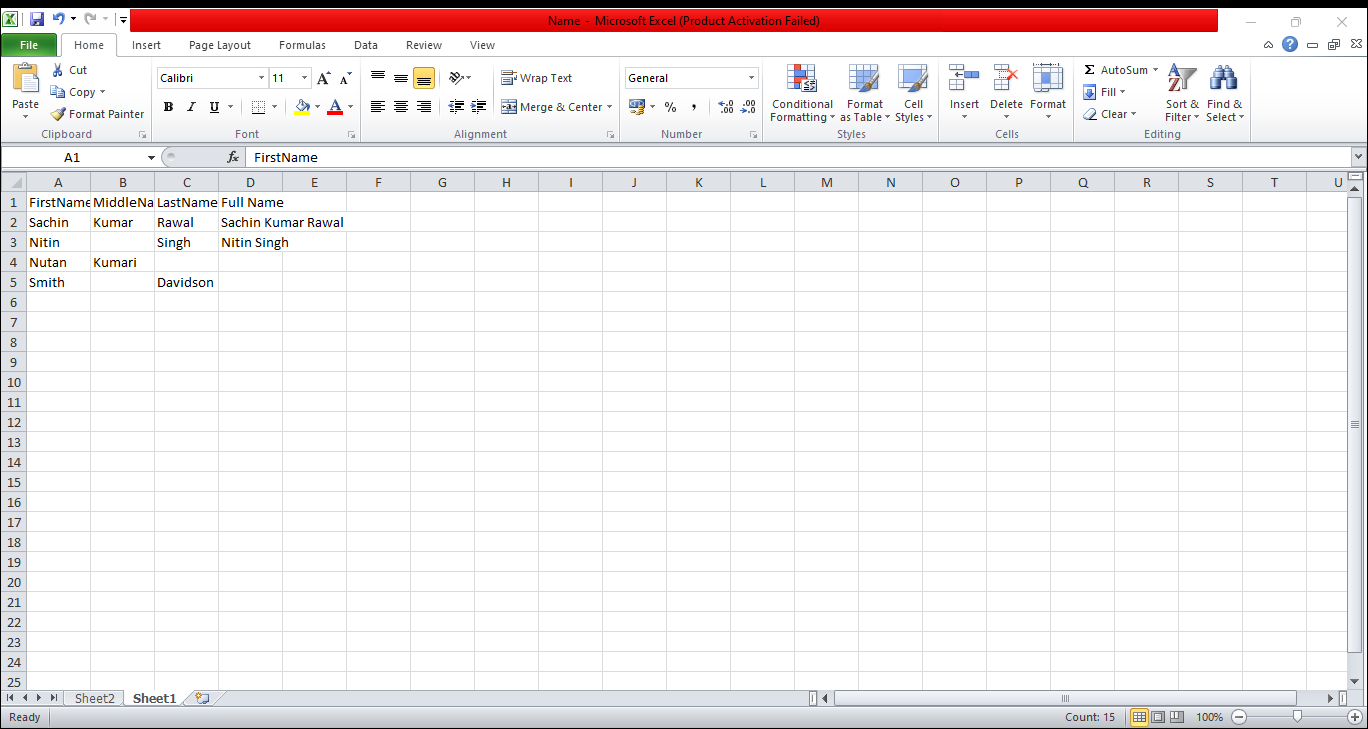 Name - Microsoft Excel (Product Activation Failed)
File Home Insert Page Layout Formulas Data Review View
Paste
Cut
Copy
Format Painter
Clipboard
Calibri 11
B I U
A
Font
Wrap Text
Merge & Center
Alignment
General
%
Number
Conditional Formatting
Format as Table
Cell Styles
Styles
Insert
Delete
Format
Cells
Σ AutoSum
Fill
Clear
Sort & Filter
Find & Select
Editing
A1 fx FirstName
A B C D E F G H I J K L M N O P Q R S T U
1 FirstName MiddleNa LastName Full Name
2 Sachin Kumar Rawal Sachin Kumar Rawal
3 Nitin Singh Nitin Singh
4 Nutan Kumari
5 Smith Davidson
6
7
8
9
10
11
12
13
14
15
16
17
18
19
20
21
22
23
24
25
Sheet2 Sheet1
Ready Count: 15 100%